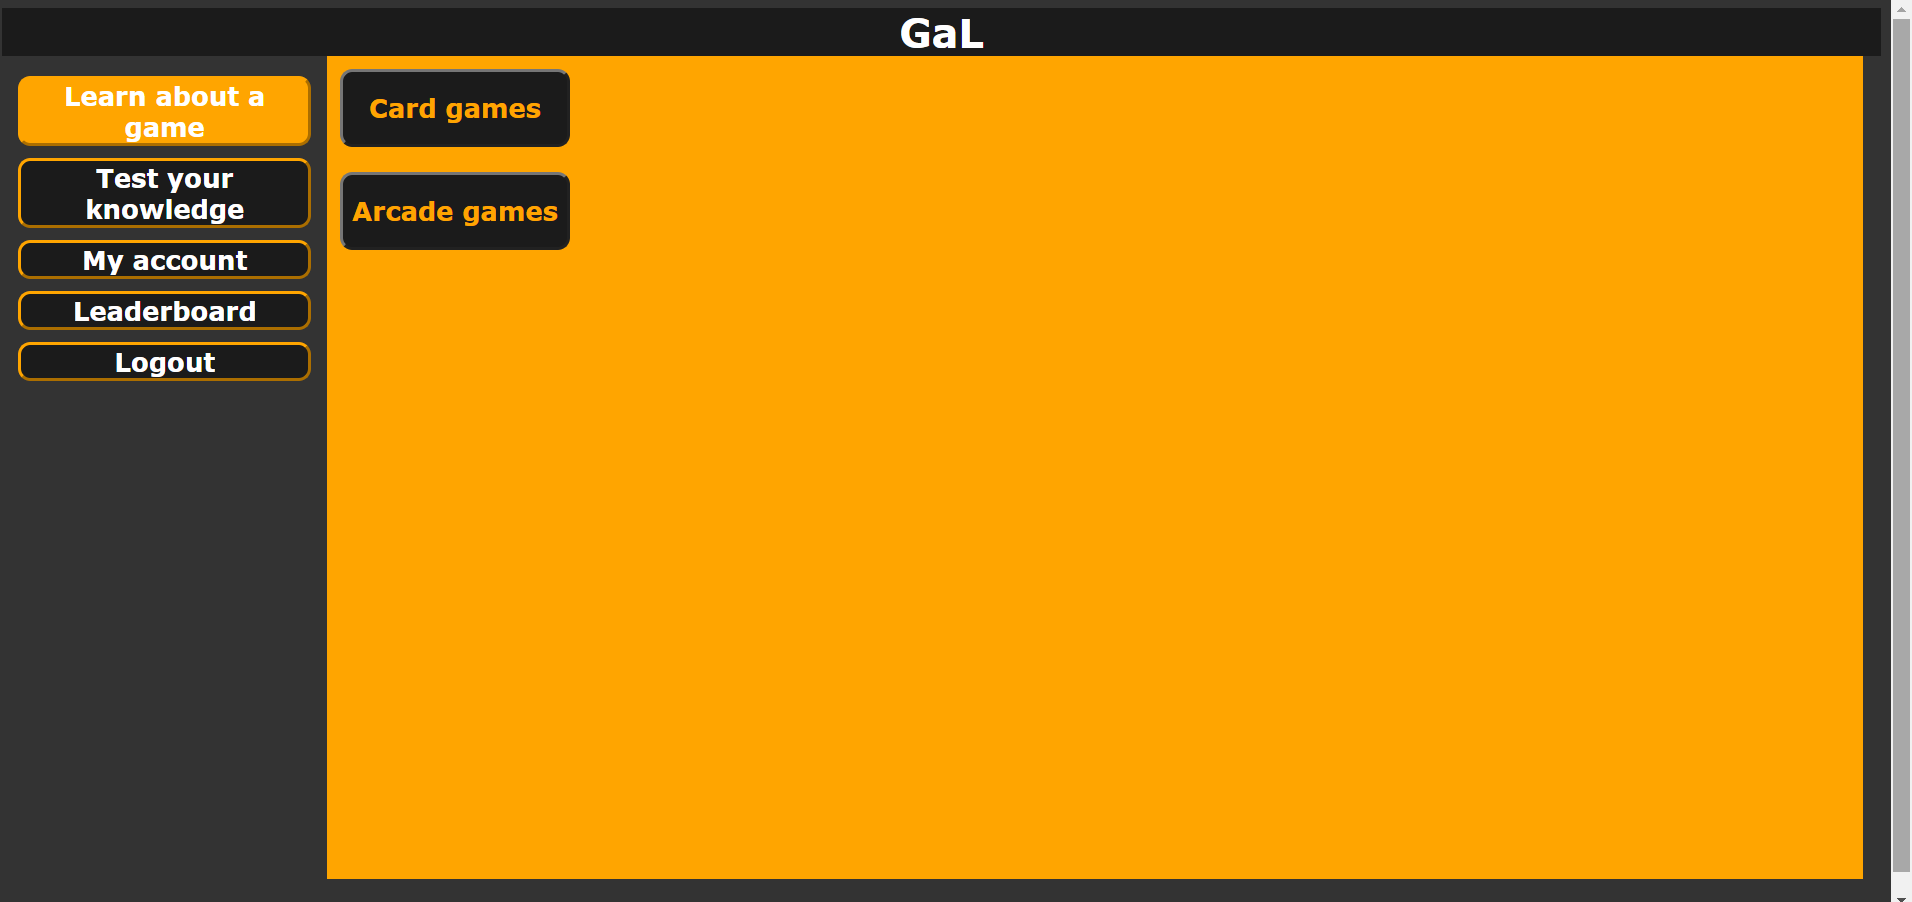 GaL
Learn about a
game
Test your
knowledge
My account
Leaderboard
Logout
Card games
Arcade games